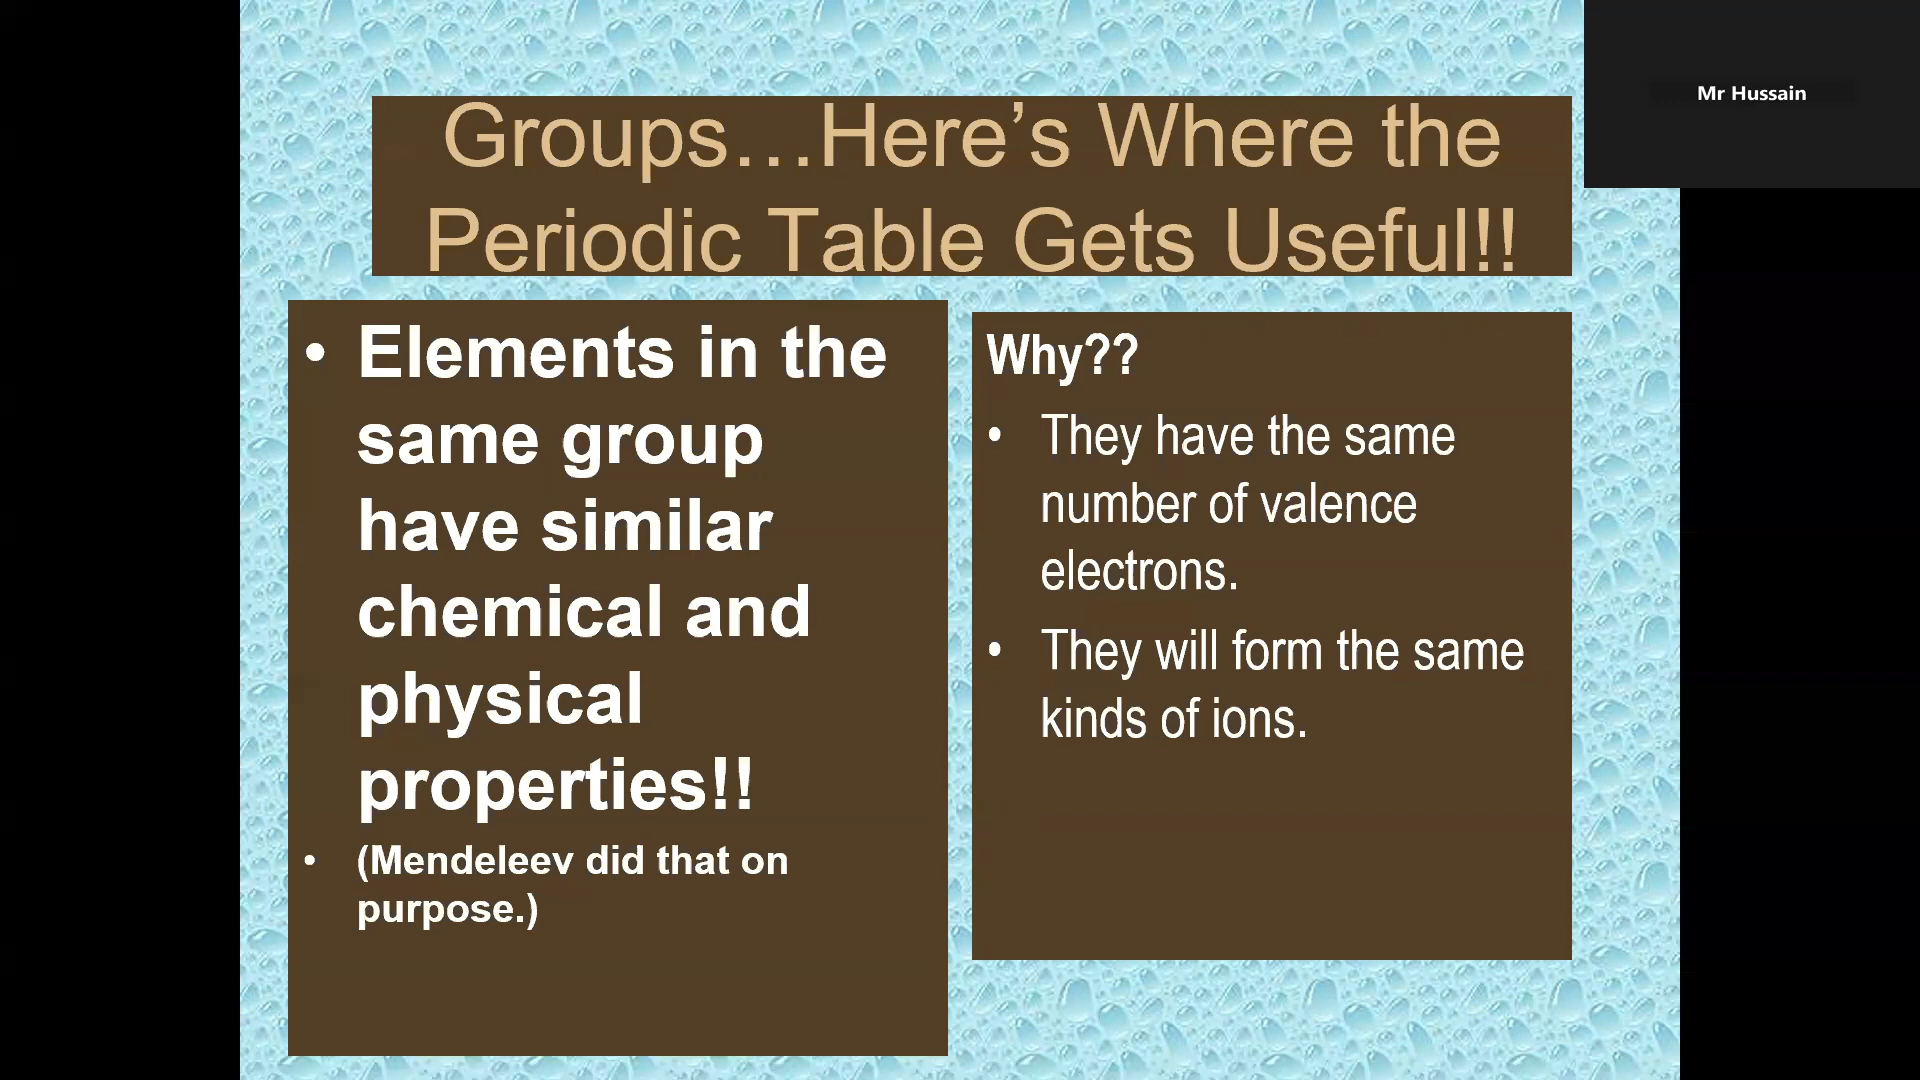 Mr Hussain
Groups…Here’s Where the
Periodic Table Gets Useful!!
• Elements in the
same group
have similar
chemical and
physical
properties!!
• (Mendeleev did that on
purpose.)
Why??
• They have the same
number of valence
electrons.
• They will form the same
kinds of ions.